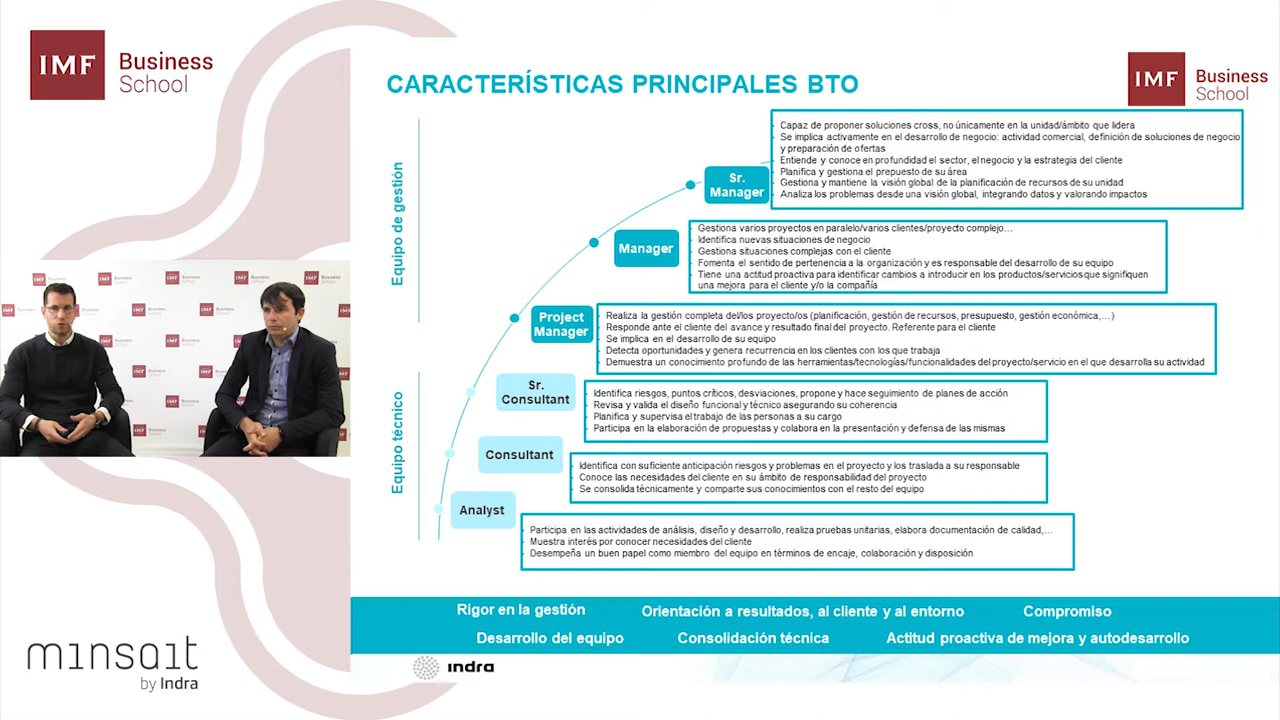 IMF Business School
CARACTERÍSTICAS PRINCIPALES BTO
IMF Business School
Equipo de gestión
Sr. Manager
Capaz de proponer soluciones cross, no únicamente en la unidad/ámbito que lidera
Se implica activamente en el desarrollo de negocio: actividad comercial, definición de soluciones de negocio
y preparación de ofertas
Entiende y conoce en profundidad el sector, el negocio y la estrategia del cliente
Planifica y gestiona el prepuesto de su área
Gestiona y mantiene la visión global de la planificación de recursos de su unidad
Analiza los problemas desde una visión global, integrando datos y valorando impactos
Manager
Gestiona varios proyectos en paralelo/varios clientes/proyecto complejo…
Identifica nuevas situaciones de negocio
Gestiona situaciones complejas con el cliente
Fomenta el sentido de pertenencia a la organización y es responsable del desarrollo de su equipo
Tiene una actitud proactiva para identificar cambios a introducir en los productos/servicios que signifiquen
una mejora para el cliente y/o la compañía
Project Manager
Realiza la gestión completa del/los proyecto/os (planificación, gestión de recursos, presupuesto, gestión económica,…)
Responde ante el cliente del avance y resultado final del proyecto. Referente para el cliente
Se implica en el desarrollo de su equipo
Detecta oportunidades y genera recurrencia en los clientes con los que trabaja
Demuestra un conocimiento profundo de las herramientas/tecnologías/funcionalidades del proyecto/servicio en el que desarrolla su actividad
Equipo técnico
Sr. Consultant
Identifica riesgos, puntos críticos, desviaciones, propone y hace seguimiento de planes de acción
Revisa y valida el diseño funcional y técnico asegurando su coherencia
Planifica y supervisa el trabajo de las personas a su cargo
Participa en la elaboración de propuestas y colabora en la presentación y defensa de las mismas
Consultant
Identifica con suficiente anticipación riesgos y problemas en el proyecto y los traslada a su responsable
Conoce las necesidades del cliente en su ámbito de responsabilidad del proyecto
Se consolida técnicamente y comparte sus conocimientos con el resto del equipo
Analyst
Participa en las actividades de análisis, diseño y desarrollo, realiza pruebas unitarias, elabora documentación de calidad,…
Muestra interés por conocer necesidades del cliente
Desempeña un buen papel como miembro del equipo en términos de encaje, colaboración y disposición
Rigor en la gestión
Orientación a resultados, al cliente y al entorno
Compromiso
Desarrollo del equipo
Consolidación técnica
Actitud proactiva de mejora y autodesarrollo
minsait
by Indra
indra